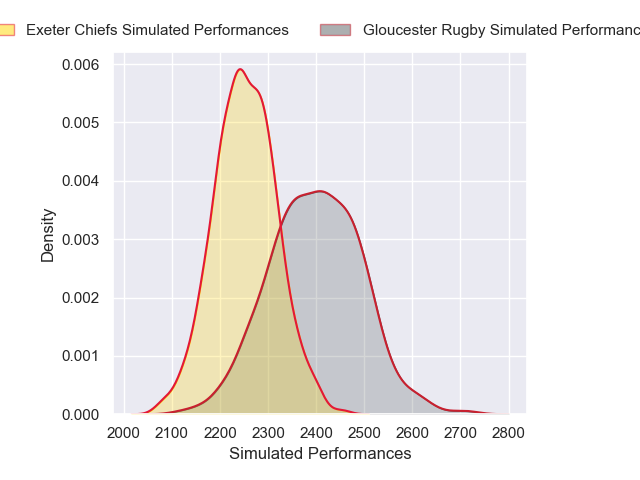 Exeter Chiefs Simulated Performances Gloucester Rugby Simulated
0.006
0.005
0.004
0.003
0.002
0.001
0.000
Density
2000 2100 2200 2300 2400 2500 2600 2700 2800
Simulated Performances